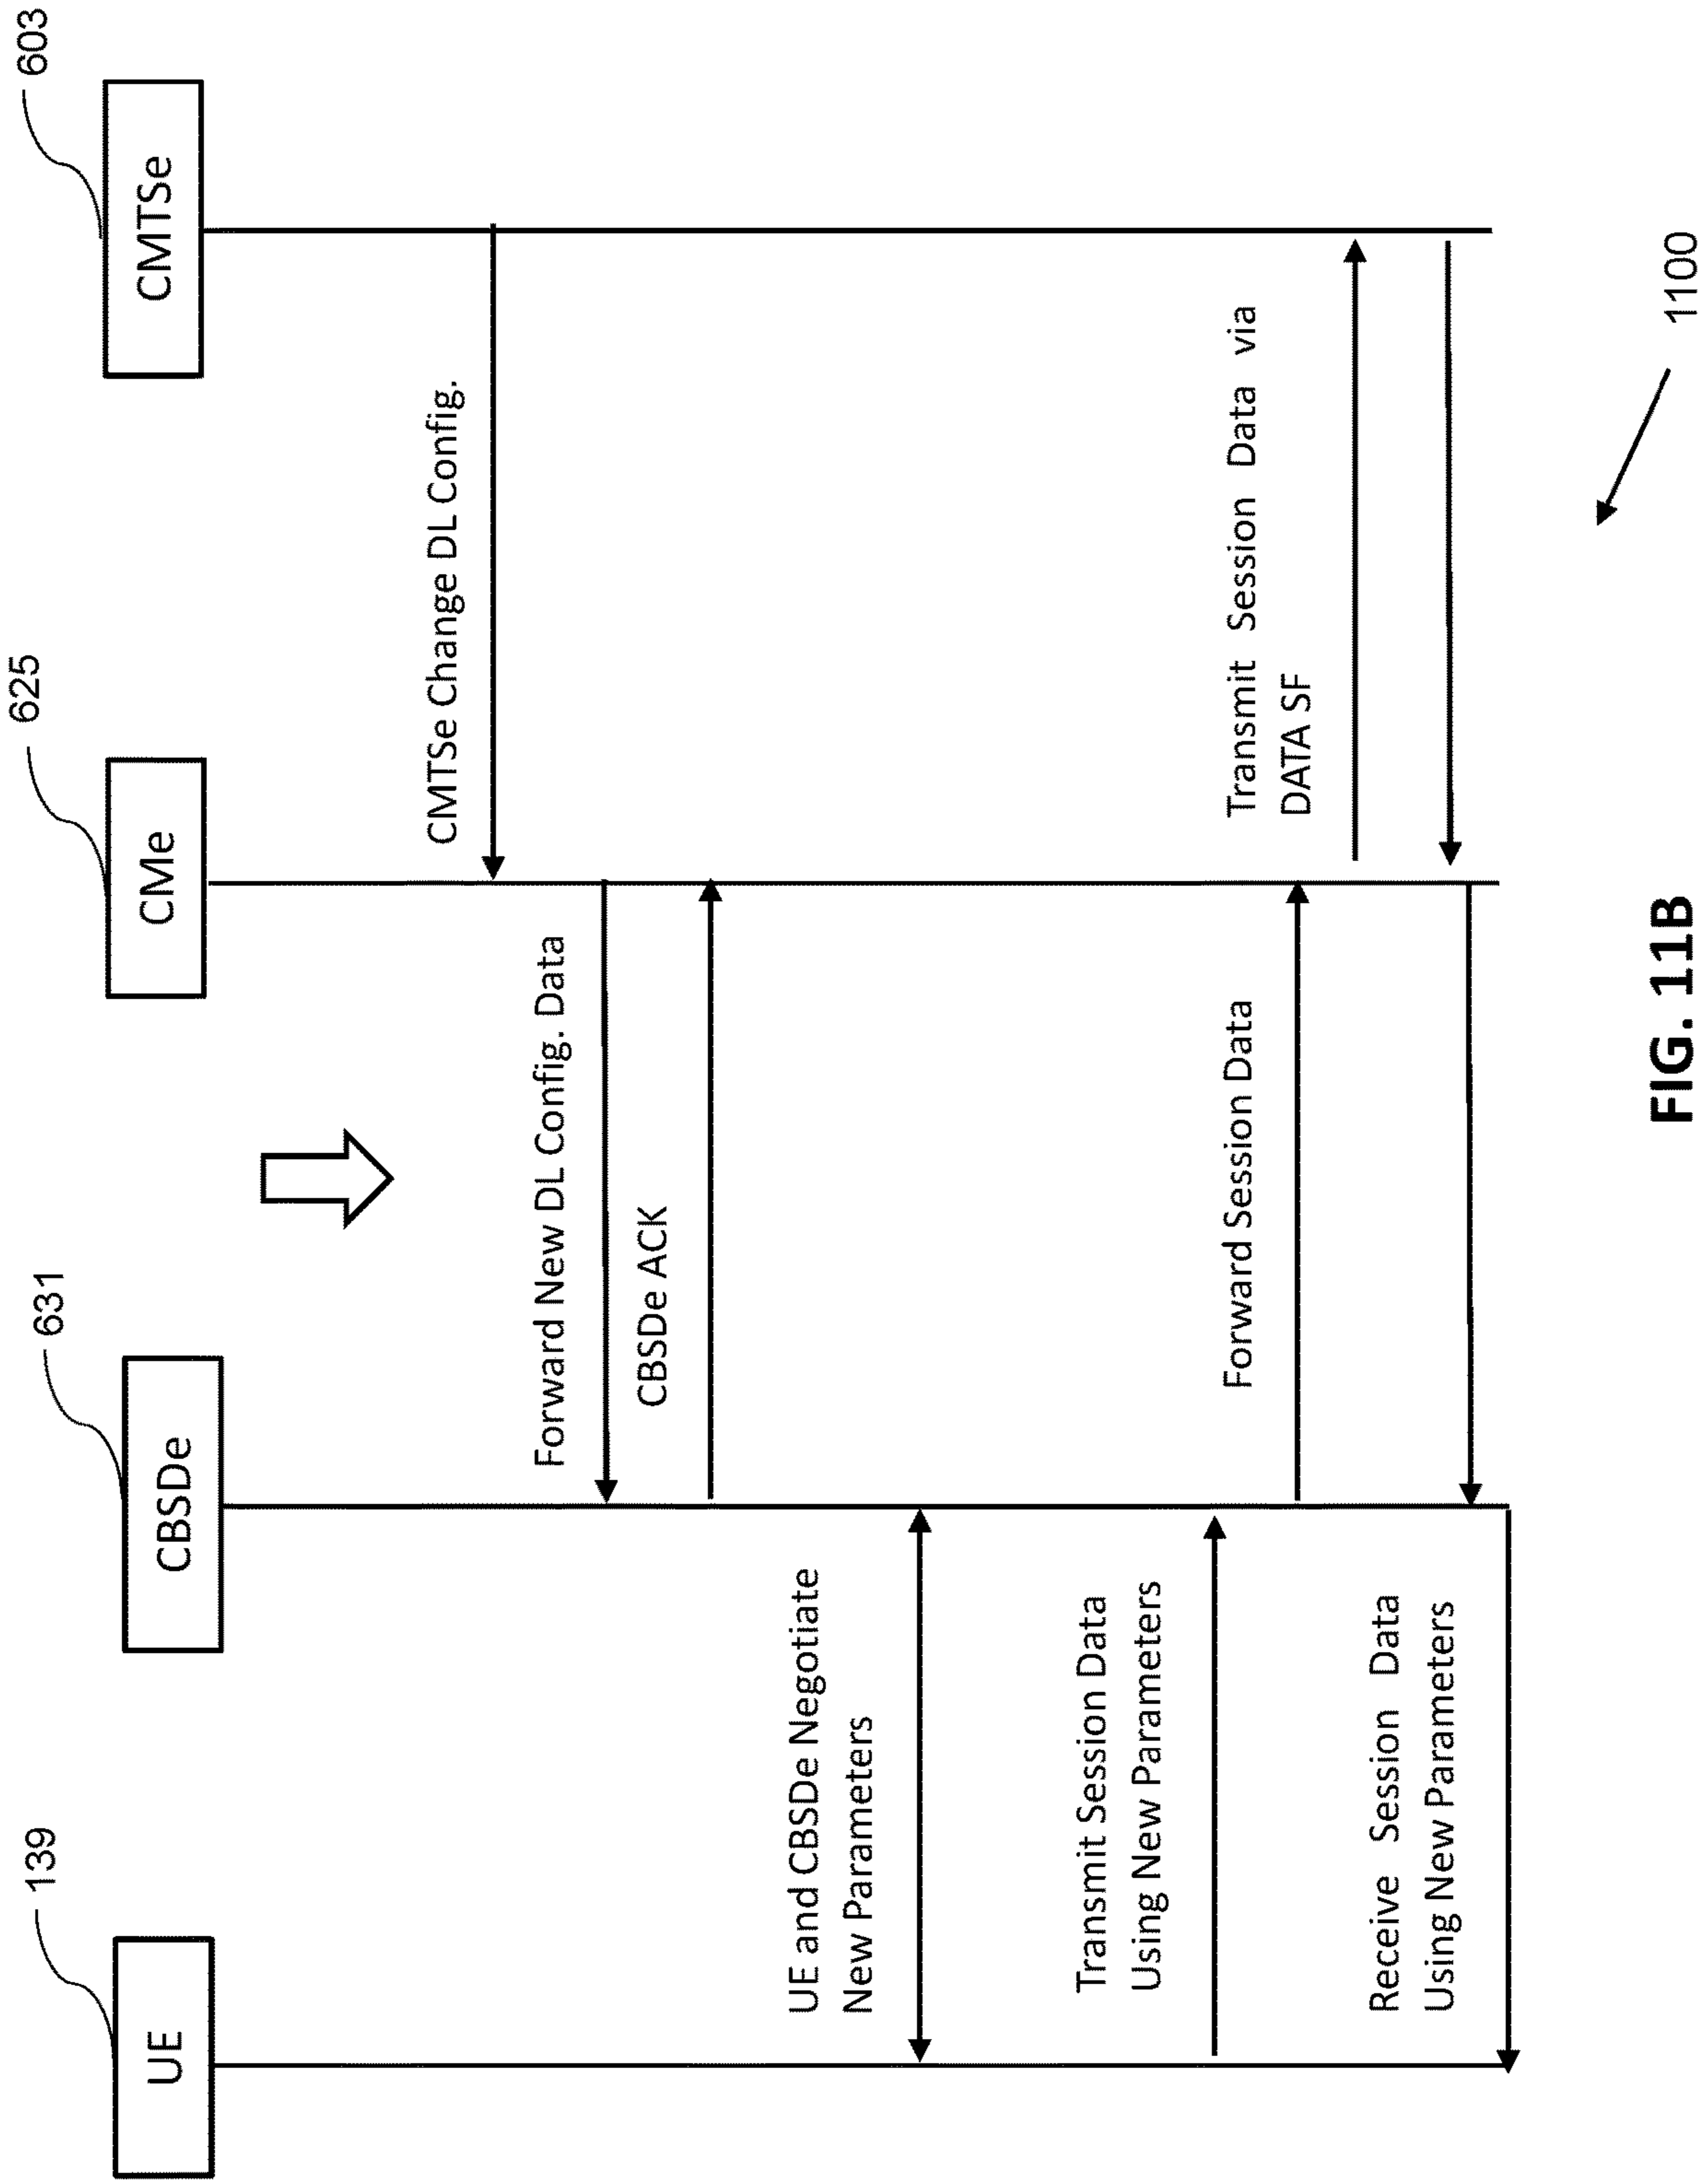 139
631
625
603
UE
CBSDe
CMe
CMTSe
CMTSe Change DL Config.
Forward New DL Config. Data
CBSDe ACK
UE and CBSDe Negotiate
New Parameters
Transmit Session Data
Using New Parameters
Forward Session Data
Transmit Session Data via
DATA SF
Receive Session Data
Using New Parameters
1100
FIG. 11B